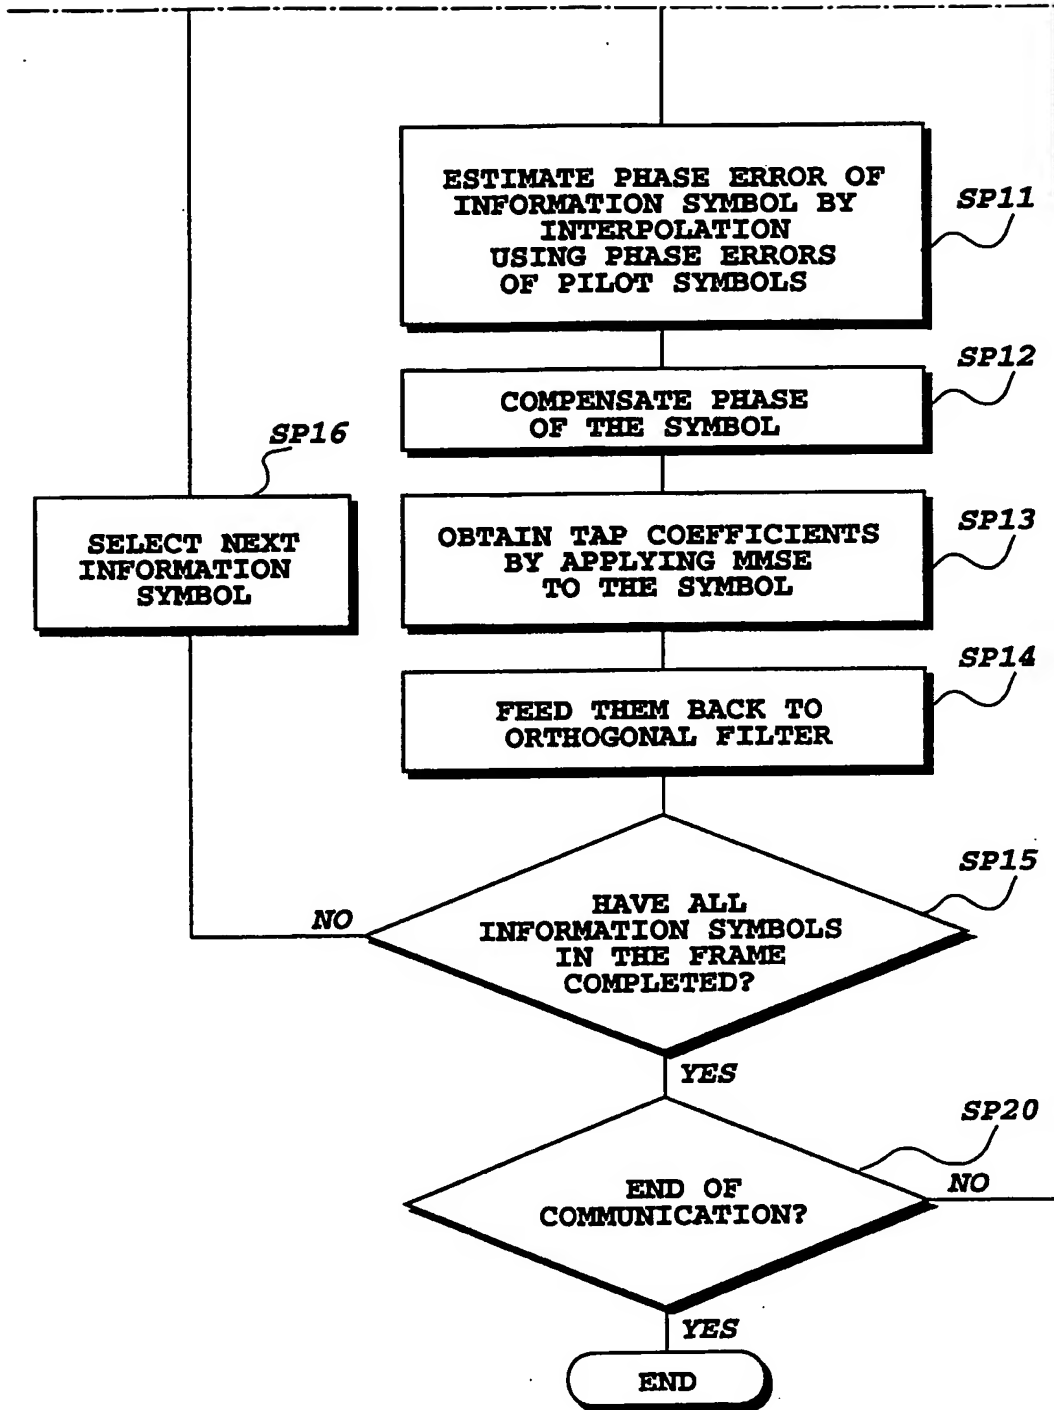 ESTIMATE PHASE ERROR OF
INFORMATION SYMBOL BY
INTERPOLATION
USING PHASE ERRORS
OF PILOT SYMBOLS
SP11
COMPENSATE PHASE
OF THE SYMBOL
SP12
SP16
SELECT NEXT
INFORMATION
SYMBOL
OBTAIN TAP COEFFICIENTS
BY APPLYING MMSE
TO THE SYMBOL
SP13
FEED THEM BACK TO
ORTHOGONAL FILTER
SP14
HAVE ALL
INFORMATION SYMBOLS
IN THE FRAME
COMPLETED?
SP15
NO
YES
END OF
COMMUNICATION?
SP20
NO
YES
END